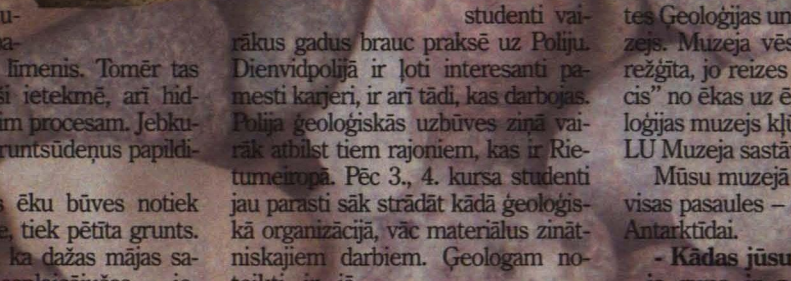 u-
līmenis. Tomēr tas
ši ietekmē, arī hid-
im procesam. Jebku-
runtsūdeņus papildi-
s ēku būves notiek
e, tiek pētīta grunts.
ka dažas mājas sa-
studenti vai-
rākus gadus brauc praksē uz Poliju.
Dienvidpolijā ir ļoti interesanti pa-
mesti karjeri, ir arī tādi, kas darbojas.
Polija ģeoloģiskās uzbūves ziņā vai-
rāk atbilst tiem rajoniem, kas ir Rie-
tumeiropā. Pēc 3., 4. kursa studenti
jau parasti sāk strādāt kādā ģeoloģis-
kā organizācijā, vāc materiālus zināt-
niskajiem darbiem. Ģeologam no-
tes Ģeoloģijas un
zejs. Muzeja vēs
režģīta, jo reizes
cis” no ēkas uz ē
loģijas muzejs kļū
LU Muzeja sastā
Mūsu muzejā
visas pasaules –
Antarktīdai.
- Kādas jūsu